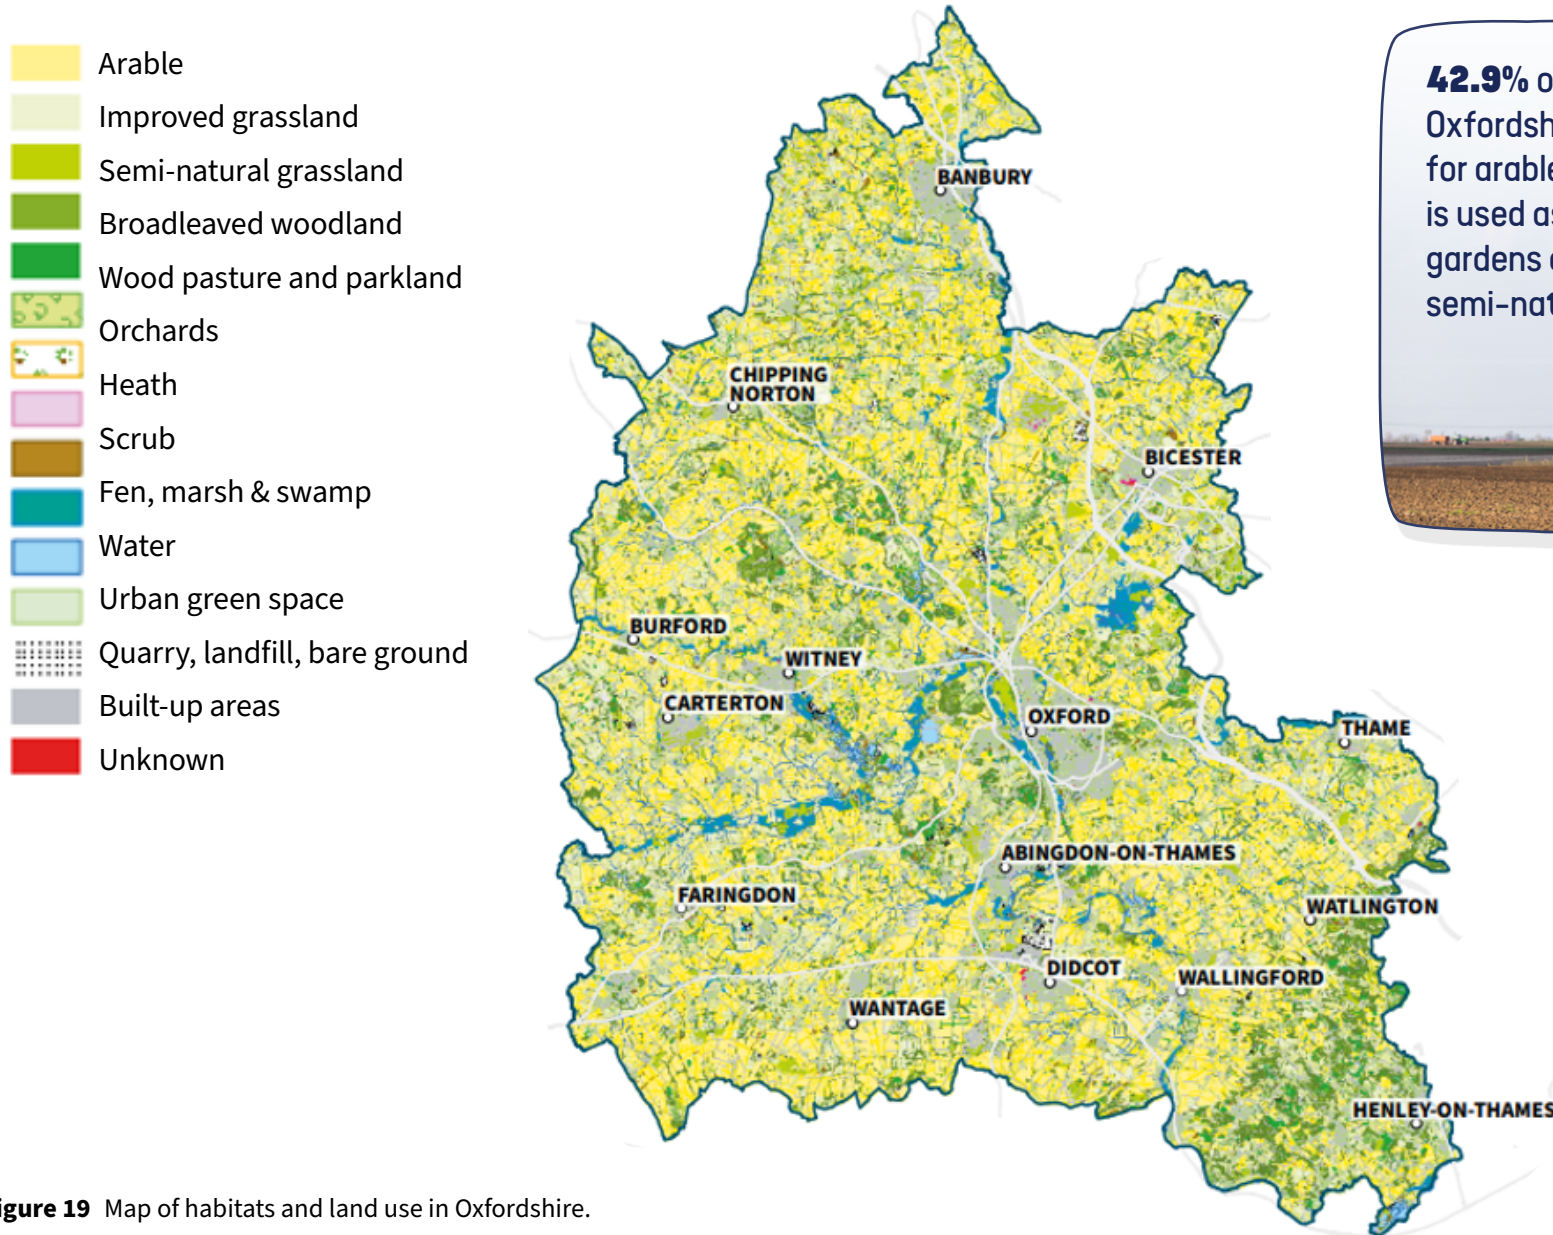 Arable
Improved grassland
Semi-natural grassland
Broadleaved woodland
Wood pasture and parkland
Orchards
Heath
Scrub
Fen, marsh & swamp
Water
Urban green space
Quarry, landfill, bare ground
Built-up areas
Unknown
BANBURY
CHIPPING
NORTON
BICESTER
BURFORD
WITNEY
CARTERTON
OXFORD
THAME
ABINGDON-ON-THAMES
FARINGDON
WATLINGTON
DIDCOT
WALLINGFORD
WANTAGE
HENLEY-ON-THAMES
42.9% o
Oxfordsh
for arable
is used as
gardens
semi-nat
igure 19 Map of habitats and land use in Oxfordshire.